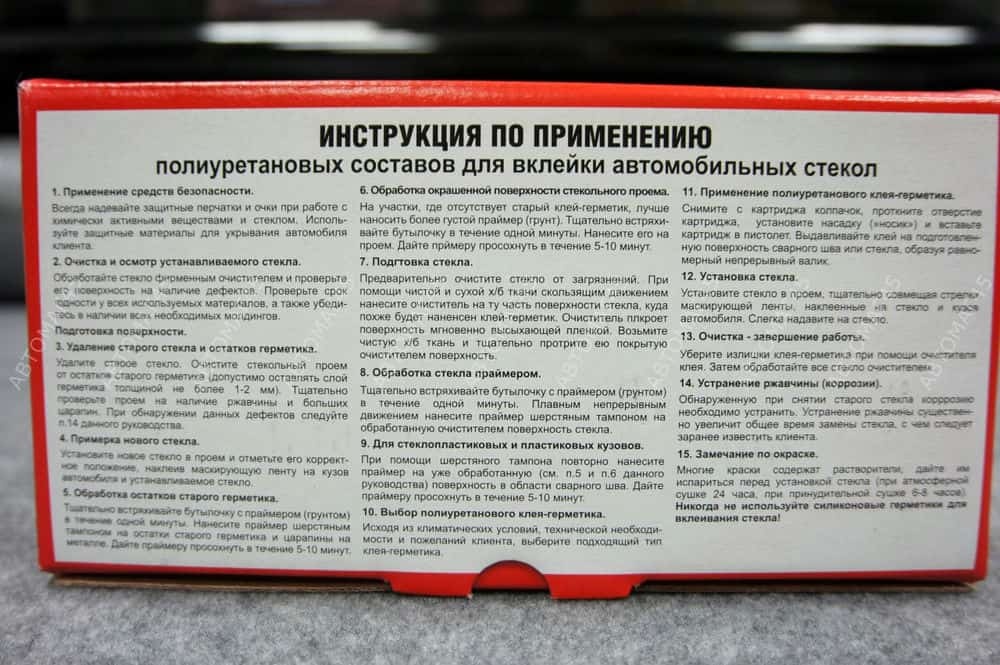 ИНСТРУКЦИЯ ПО ПРИМЕНЕНИЮ
полиуретановых составов для вклейки автомобильных стекол
1. Применение средств безопасности.
Всегда надевайте защитные перчатки и очки при работе с
химически активными веществами и стеклом. Исполь-
зуйте защитные материалы для укрывания автомобиля
клиента.
2. Очистка и осмотр устанавливаемого стекла.
Обработайте стекло фирменным очистителем и проверьте
его поверхность на наличие дефектов. Проверьте срок
годности у всех используемых материалов, а также убеди-
тесь в наличии всех необходимых молдингов.
Подготовка поверхности.
3. Удаление старого стекла и остатков герметика.
Удалите старое стекло. Очистите стекольный проем
от остатков старого герметика (допустимо оставлять слой
герметика толщиной не более 1-2 мм). Тщательно
проверьте проем на наличие ржавчины и больших
царапин. При обнаружении данных дефектов следуйте
п.14 данного руководства.
4. Примерка нового стекла.
Установите новое стекло в проем и отметьте его коррект-
ное положение, наклеив маскирующую ленту на кузов
автомобиля и устанавливаемое стекло.
5. Обработка остатков старого герметика.
Тщательно встряхивайте бутылочку с праймером (грунтом)
в течение одной минуты. Нанесите праймер шерстяным
тампоном на остатки старого герметика и царапины на
металле. Дайте праймеру просохнуть в течение 5-10 минут.
6. Обработка окрашенной поверхности стекольного проема.
На участки, где отсутствует старый клей-герметик, лучше
наносить более густой праймер (грунт). Тщательно встряхи-
вайте бутылочку в течение одной минуты. Нанесите его на
проем. Дайте прймеру просохнуть в течение 5-10 минут.
7. Подгтовка стекла.
Предварительно очистите стекло от загрязнений. При
помощи чистой и сухой х/б ткани скользящим движением
нанесите очиститель на ту часть поверхности стекла, куда
похже будет наненсен клей-герметик. Очиститель плкроет
поверхность мгновенно высыхающей пленкой. Возьмите
чистую х/б ткань и тщательно протрите ею покрытую
очистителем поверхность.
8. Обработка стекла праймером.
Тщательно встряхивайте бутылочку с праймером (грунтом)
в течение одной минуты. Плавным непрерывным
движением нанесите праймер шерстяным тампоном на
обработанную очистителем поверхность стекла.
9. Для стеклопластиковых и пластиковых кузовов.
При помощи шерстяного тампона повторно нанесите
праймер на уже обработанную (см. п.5 и п.6 данного
руководства) поверхность в области сварного шва. Дайте
праймеру просохнуть в течение 5-10 минут.
10. Выбор полиуретанового клея-герметика.
Исходя из климатических условий, технической необходи-
мости и пожеланий клиента, выберите подходящий тип
клея-герметика.
11. Применение полиуретанового клея-герметика.
Снимите с картриджа колпачок, проткните отверстие
картриджа, установите насадку («носик») и вставьте
картридж в пистолет. Выдавливайте клей на подготовлен-
ную поверхность сварного шва или стекла, образуя равно-
мерный непрерывный валик.
12. Установка стекла.
Установите стекло в проем, тщательно совмещая стрелки
маскирующей ленты, наклеенные на стекло и кузов
автомобиля. Слегка надавите на стекло.
13. Очистка - завершение работы.
Уберите излишки клея-герметика при помощи очистителя
клея. Затем обработайте все стекло очистителем
14. Устранение ржавчины (коррозии).
Обнаруженную при снятии старого стекла корррозию
необходимо устранить. Устранение ржавчины существен-
но увеличит общее время замены стекла, с чем следует
заранее известить клиента.
15. Замечание по окраске.
Многие краски содержат растворители, дайте им
испариться перед установкой стекла (при атмосферной
сушке 24 часа, при принудительной сушке 6-8 часов).
Никогда не используйте силиконовые герметики для
вклеивания стекла!